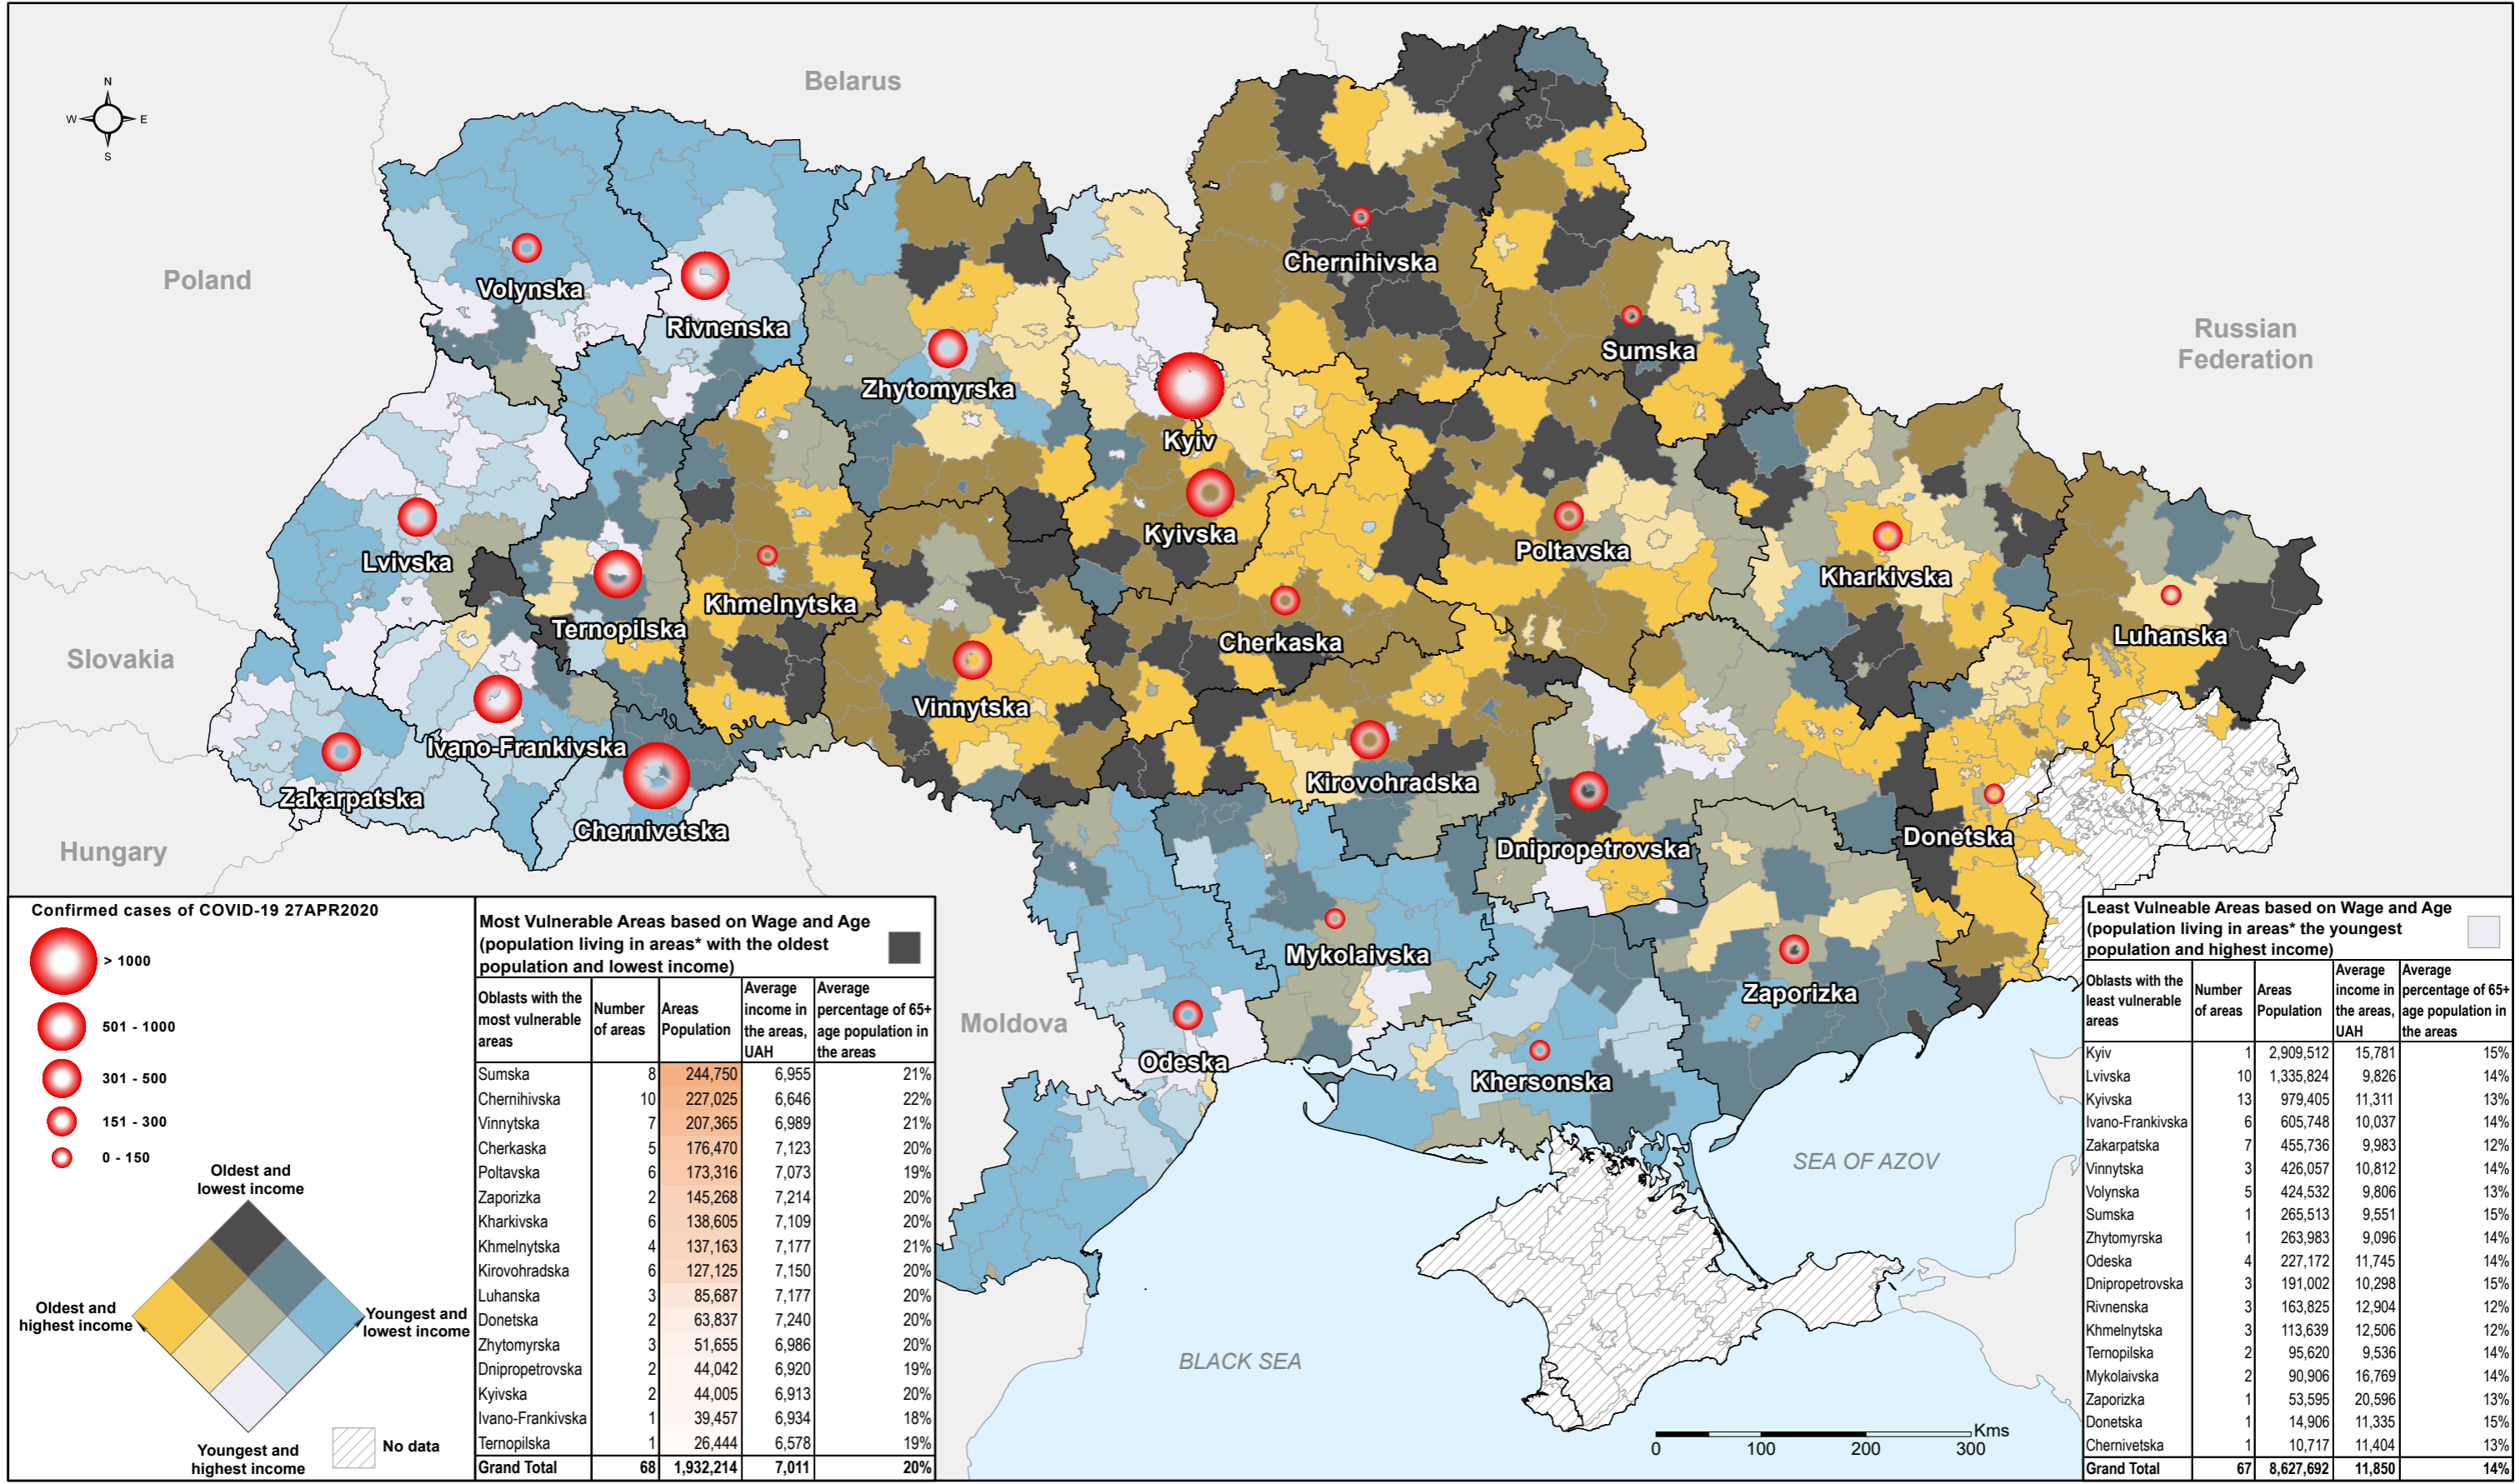 N
W E
S
Belarus
Poland
Slovakia
Hungary
Moldova
Russian
Federation
SEA OF AZOV
BLACK SEA
Volynska
Rivnenska
Zhytomyrska
Kyiv
Kyivska
Chernihivska
Sumska
Lvivska
Ternopilska
Khmelnytska
Vinnytska
Cherkaska
Poltavska
Kharkivska
Luhanska
Ivano-Frankivska
Zakarpatska
Chernivetska
Kirovohradska
Dnipropetrovska
Donetska
Zaporizka
Mykolaivska
Odeska
Khersonska
Confirmed cases of COVID-19 27APR2020
> 1000
501 - 1000
301 - 500
151 - 300
0 - 150
Oldest and
lowest income
Oldest and
highest income
Youngest and
lowest income
Youngest and
highest income
No data
Most Vulnerable Areas based on Wage and Age
(population living in areas* with the oldest
population and lowest income)
Oblasts with the most vulnerable areas Number of areas Areas Population Average income in the areas, UAH Average percentage of 65+ age population in the areas
Sumska 8 244,750 6,955 21%
Chernihivska 10 227,025 6,646 22%
Vinnytska 7 207,365 6,989 21%
Cherkaska 5 176,470 7,123 20%
Poltavska 6 173,316 7,073 19%
Zaporizka 2 145,268 7,214 20%
Kharkivska 6 138,605 7,109 20%
Khmelnytska 4 137,163 7,177 21%
Kirovohradska 6 127,125 7,150 20%
Luhanska 3 85,687 7,177 20%
Donetska 2 63,837 7,240 20%
Zhytomyrska 3 51,655 6,986 20%
Dnipropetrovska 2 44,042 6,920 19%
Kyivska 2 44,005 6,913 20%
Ivano-Frankivska 1 39,457 6,934 18%
Ternopilska 1 26,444 6,578 19%
Grand Total 68 1,932,214 7,011 20%
Kms
0 100 200 300
Least Vulneable Areas based on Wage and Age
(population living in areas* the youngest
population and highest income)
Oblasts with the least vulnerable areas Number of areas Areas Population Average income in the areas, UAH Average percentage of 65+ age population in the areas
Kyiv 1 2,909,512 15,781 15%
Lvivska 10 1,335,824 9,826 14%
Kyivska 13 979,405 11,311 13%
Ivano-Frankivska 6 605,748 10,037 14%
Zakarpatska 7 455,736 9,983 12%
Vinnytska 3 426,057 10,812 14%
Volynska 5 424,532 9,806 13%
Sumska 1 265,513 9,551 15%
Zhytomyrska 1 263,983 9,096 14%
Odeska 4 227,172 11,745 14%
Dnipropetrovska 3 191,002 10,298 15%
Rivnenska 3 163,825 12,904 12%
Khmelnytska 3 113,639 12,506 12%
Ternopilska 2 95,620 9,536 14%
Mykolaivska 2 90,906 16,769 14%
Zaporizka 1 53,595 20,596 13%
Donetska 1 14,906 11,335 15%
Chernivetska 1 10,717 11,404 13%
Grand Total 67 8,627,692 11,850 14%